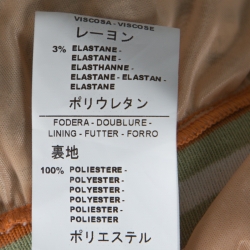 VISCOSA - VISCOSE
レーヨン
3% ELASTANE -
ELASTANE -
ELASTHANNE -
ELASTANE - ELASTAN -
ELASTANE
ポリウレタン
FODERA - DOUBLURE -
LINING - FUTTER - FORRO
裏地
100% POLIESTERE -
POLYESTER -
POLYESTER -
POLYESTER -
POLIESTER -
POLIESTER
ポリエステル